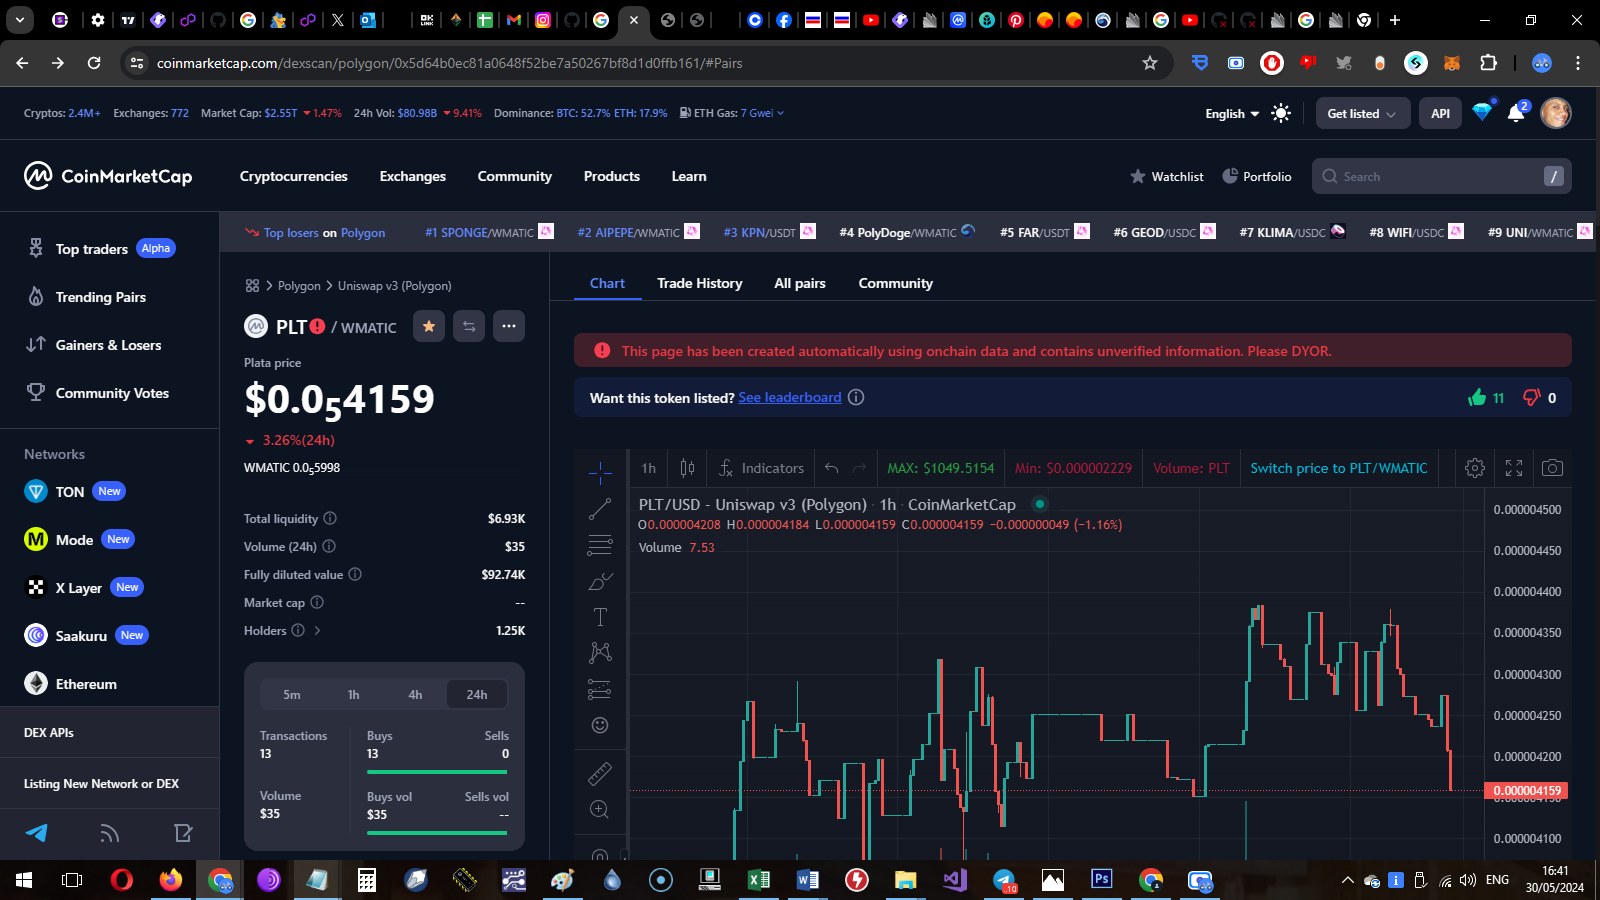 coinmarketcap.com/dexscan/polygon/0x5d64b0ec81a0648f52be7a50267bf8d1d0ffb161/#Pairs
Cryptos: 2.4M+ Exchanges: 772 Market Cap: $2.55T 1.47% 24h Vol: $80.98B 9.41% Dominance: BTC: 52.7% ETH: 17.9% ETH Gas: 7 Gwei
English Get listed API 2
CoinMarketCap Cryptocurrencies Exchanges Community Products Learn Watchlist Portfolio Search /
Top losers on Polygon #1 SPONGE/WMATIC #2 AIPEPE/WMATIC #3 KPN/USDT #4 PolyDoge/WMATIC #5 FAR/USDT #6 GEOD/USDC #7 KLIMA/USDC #8 WIFI/USDC #9 UNI/WMATIC
Top traders Alpha
Trending Pairs
Gainers & Losers
Community Votes
Networks
TON New
Mode New
X Layer New
Saakuru New
Ethereum
DEX APIs
Listing New Network or DEX
Polygon > Uniswap v3 (Polygon)
PLT / WMATIC
Plata price
$0.0₅4159
3.26%(24h)
WMATIC 0.0₅5998
Total liquidity $6.93K
Volume (24h) $35
Fully diluted value $92.74K
Market cap --
Holders 1.25K
5m 1h 4h 24h
Transactions Buys Sells
13 13 0
Volume Buys vol Sells vol
$35 $35 --
Chart Trade History All pairs Community
This page has been created automatically using onchain data and contains unverified information. Please DYOR.
Want this token listed? See leaderboard 11 0
1h Indicators MAX: $1049.5154 Min: $0.000002229 Volume: PLT Switch price to PLT/WMATIC
PLT/USD - Uniswap v3 (Polygon) · 1h · CoinMarketCap
O0.000004208 H0.000004184 L0.000004159 C0.000004159 −0.000000049 (−1.16%)
Volume 7.53
0.000004500
0.000004450
0.000004400
0.000004350
0.000004300
0.000004250
0.000004200
0.000004159
0.000004100
ENG
16:41
30/05/2024